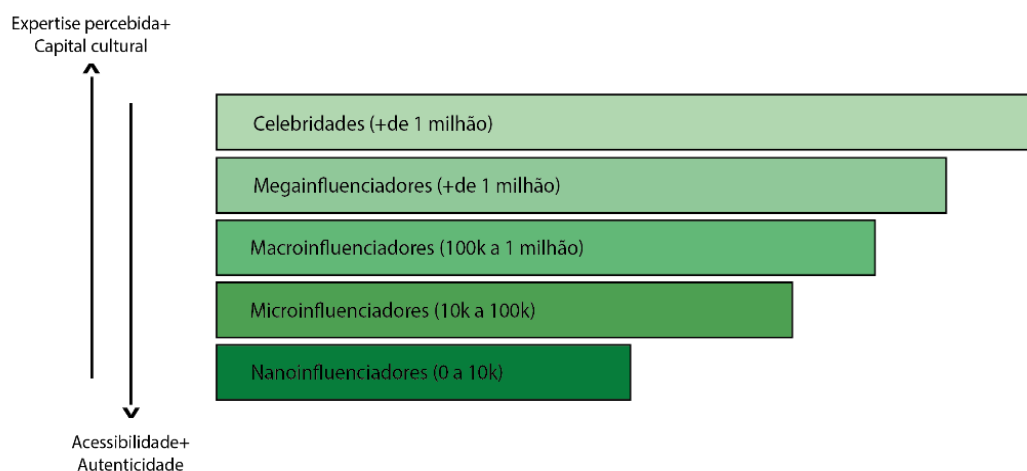 Expertise percebida+
Capital cultural
Celebridades (+de 1 milhão)
Megainfluenciadores (+de 1 milhão)
Macroinfluenciadores (100k a 1 milhão)
Microinfluenciadores (10k a 100k)
Nanoinfluenciadores (0 a 10k)
Acessibilidade+
Autenticidade